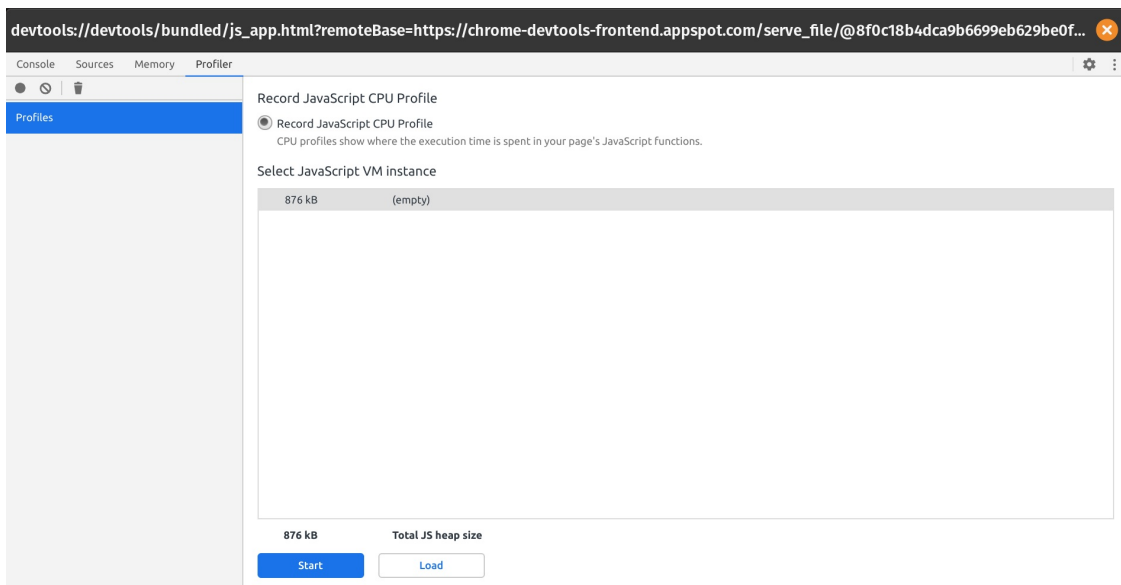 devtools://devtools/bundled/js_app.html?remoteBase=https://chrome-devtools-frontend.appspot.com/serve_file/@8f0c18b4dca9b6699eb629be0f...
Console Sources Memory Profiler
Profiles
Record JavaScript CPU Profile
Record JavaScript CPU Profile
CPU profiles show where the execution time is spent in your page's JavaScript functions.
Select JavaScript VM instance
876 kB (empty)
876 kB Total JS heap size
Start Load